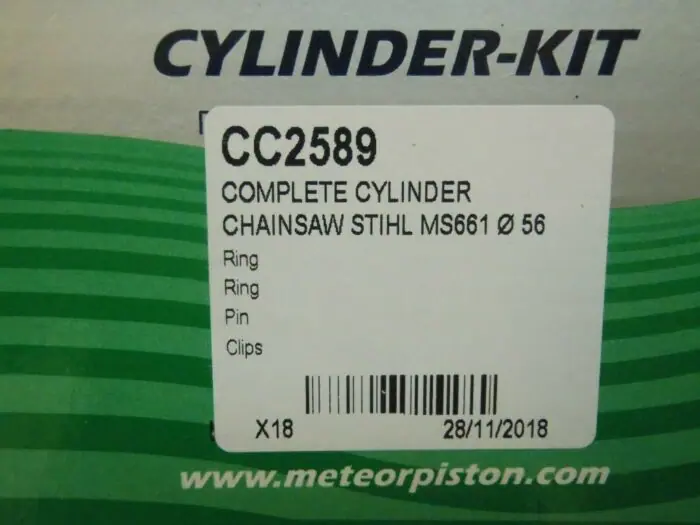 CYLINDER-KIT
CC2589
COMPLETE CYLINDER
CHAINSAW STIHL MS661 Ø 56
Ring
Ring
Pin
Clips
X18 28/11/2018
www.meteorpiston.com